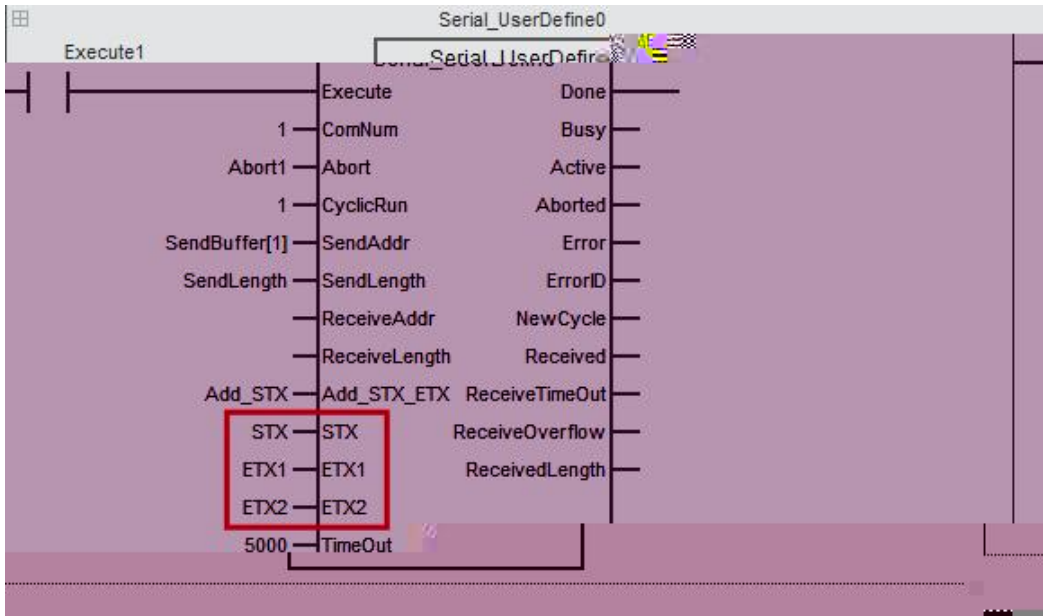 Serial_UserDefine0
Execute1
Execute Done
1 ComNum Busy
Abort1 Abort Active
1 CyclicRun Aborted
SendBuffer[1] SendAddr Error
SendLength SendLength ErrorID
ReceiveAddr NewCycle
ReceiveLength Received
Add_STX Add_STX_ETX ReceiveTimeOut
STX STX ReceiveOverflow
ETX1 ETX1 ReceivedLength
ETX2 ETX2
5000 TimeOut